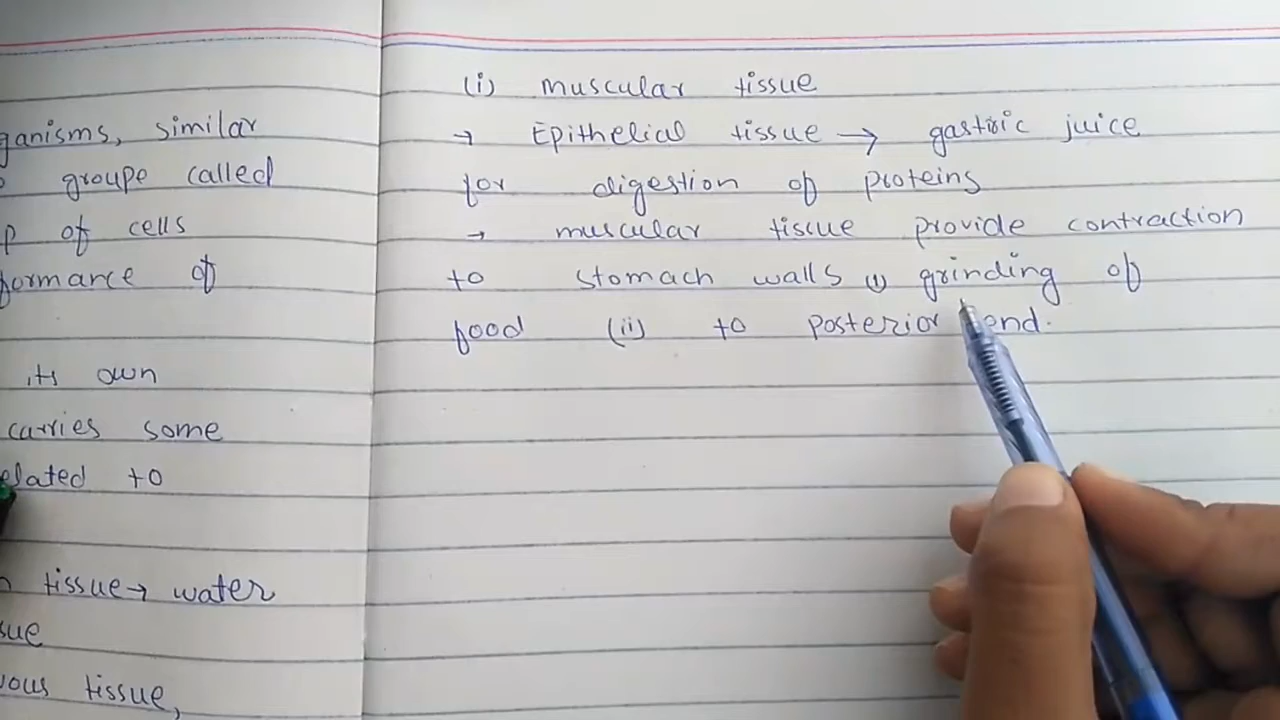 ganisms, similar
groupe called
p of cells
formance of
its own
carries some
elated to
tissue→ water
sue
ous tissue,
(i) muscular tissue
→ Epithelial tissue → gastric juice
for digestion of proteins
→ muscular tissue provide contraction
to stomach walls (i) grinding of
food (ii) to posterior end.